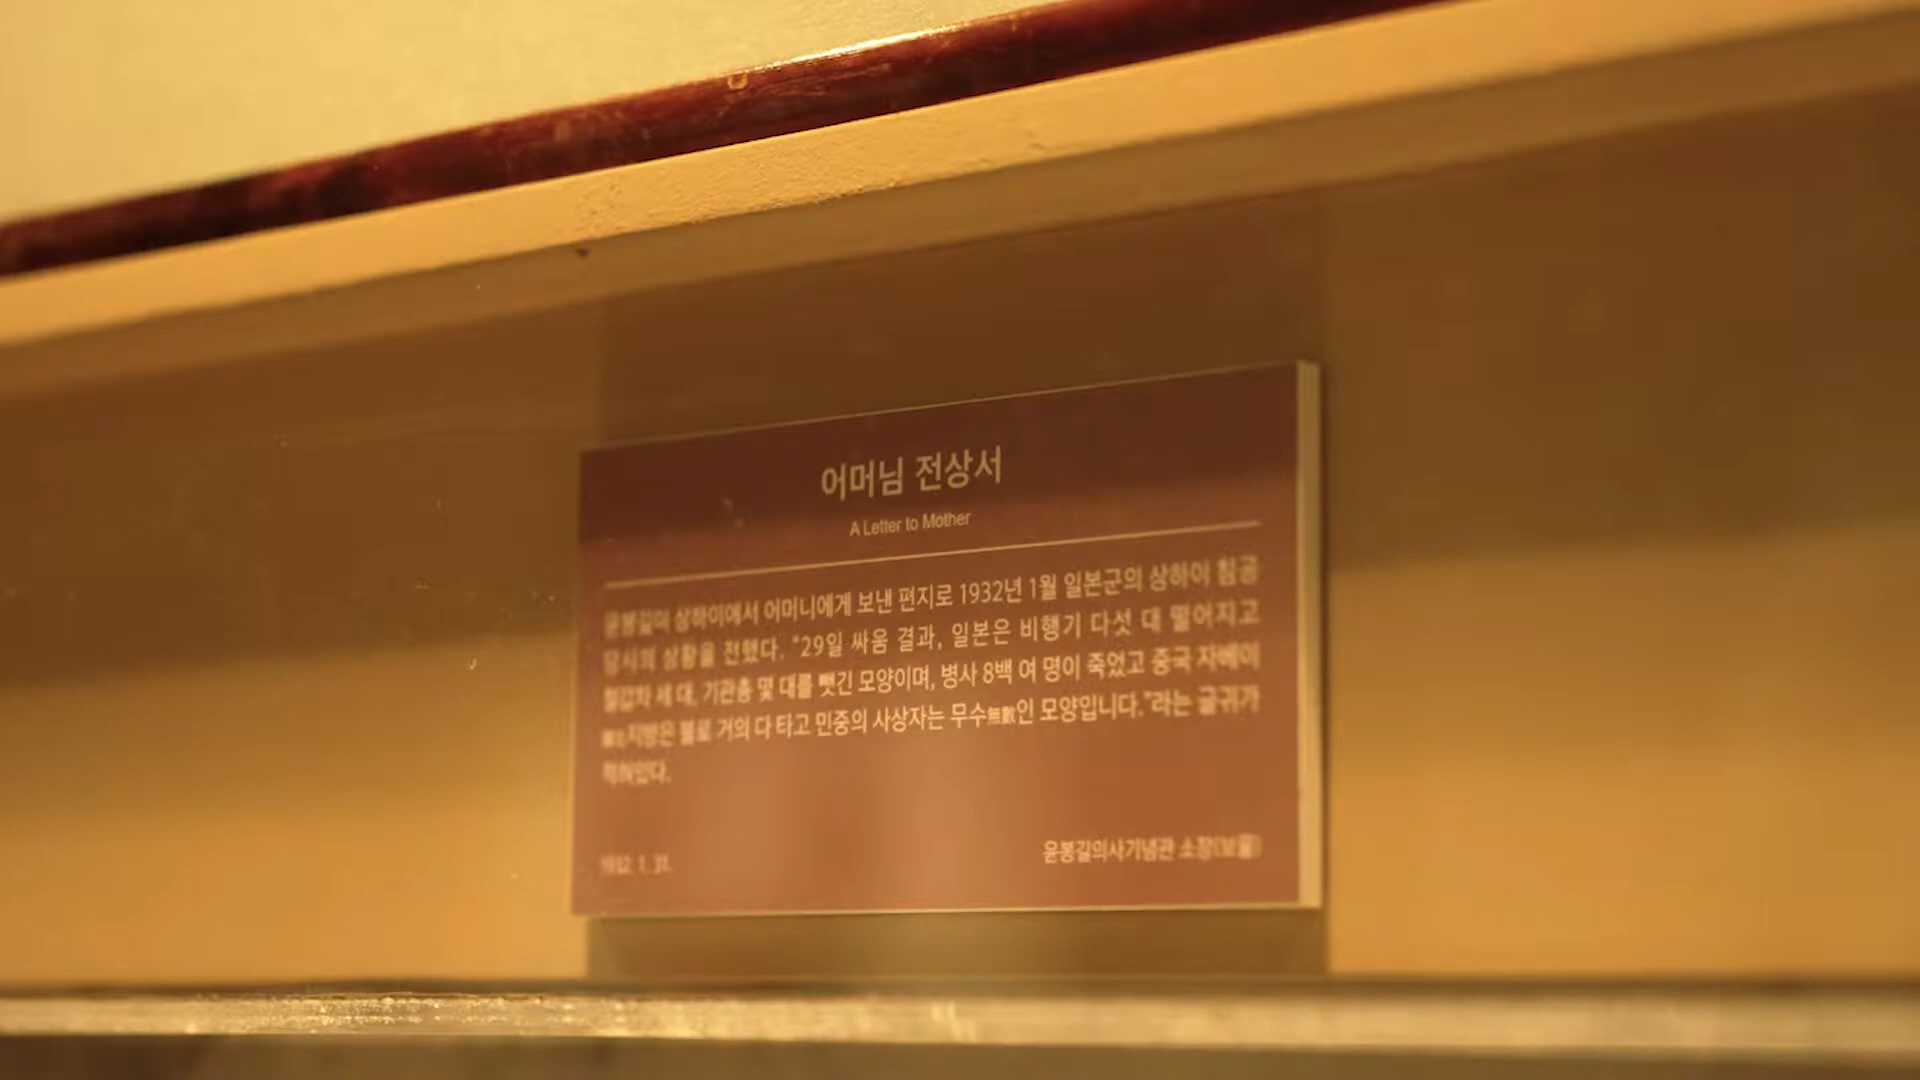 어머님 전상서
A Letter to Mother
윤봉길이 상하이에서 어머니에게 보낸 편지로 1932년 1월 일본군의 상하이 침공
당시의 상황을 전했다. "29일 싸움 결과, 일본은 비행기 다섯 대 떨어지고
철갑차 세 대, 기관총 몇 대를 뺏긴 모양이며, 병사 8백 여 명이 죽었고 중국 자베이
지방은 불로 거의 다 타고 민중의 사상자는 무수無數인 모양입니다."라는 글귀가
적혀있다.
1932. 1. 31.
윤봉길의사기념관 소장(보물)